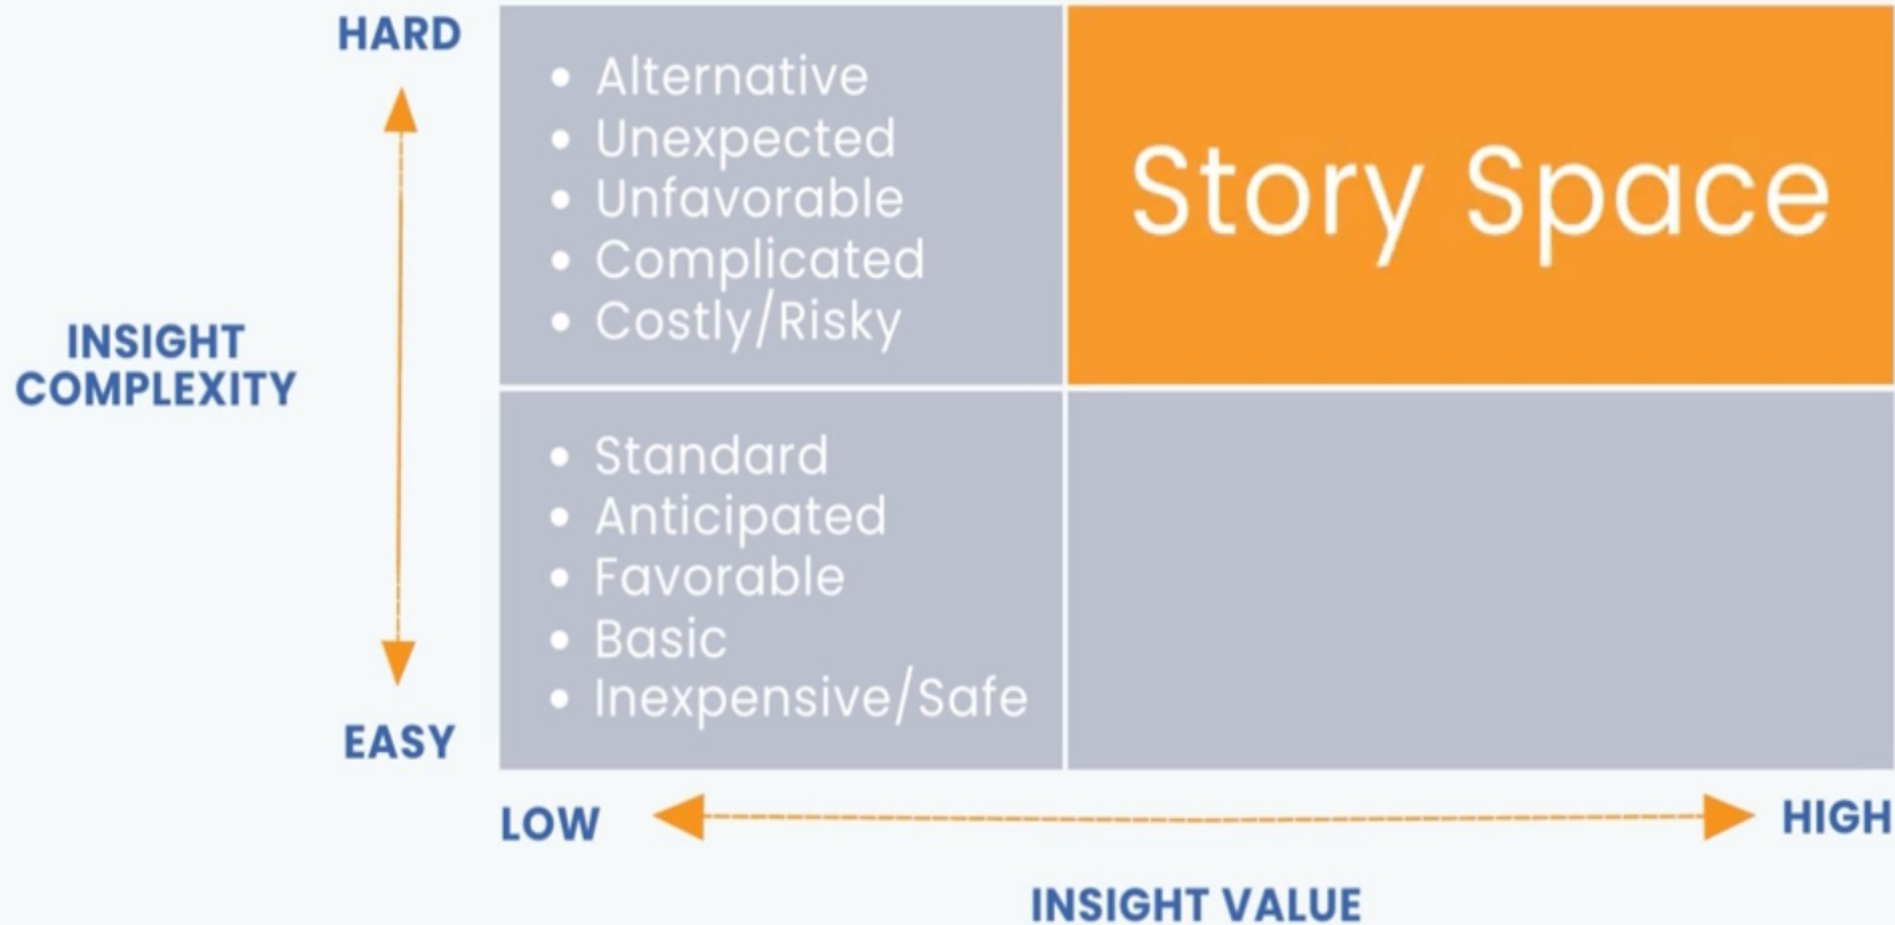 HARD
• Alternative
• Unexpected
• Unfavorable
• Complicated
• Costly/Risky
Story Space
INSIGHT
COMPLEXITY
• Standard
• Anticipated
• Favorable
• Basic
• Inexpensive/Safe
EASY
LOW
HIGH
INSIGHT VALUE